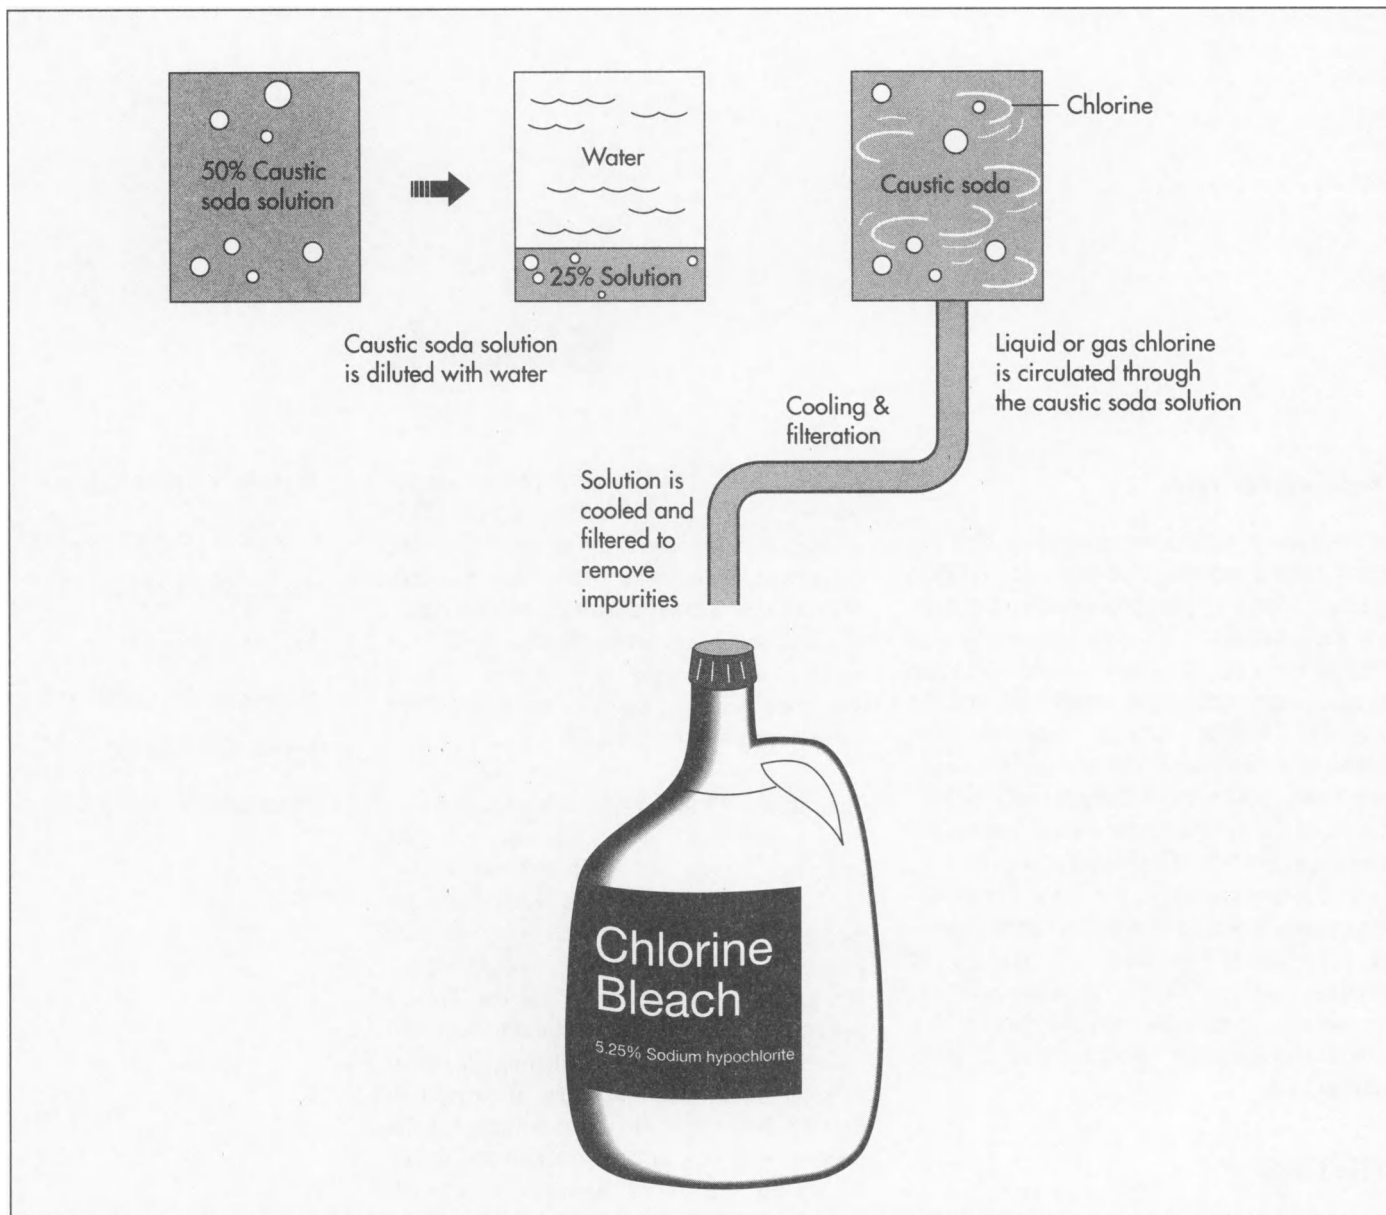 50% Caustic
soda solution
Water
25% Solution
Caustic soda
Chlorine
Caustic soda solution
is diluted with water
Liquid or gas chlorine
is circulated through
the caustic soda solution
Cooling &
filteration
Solution is
cooled and
filtered to
remove
impurities
Chlorine
Bleach
5.25% Sodium hypochlorite